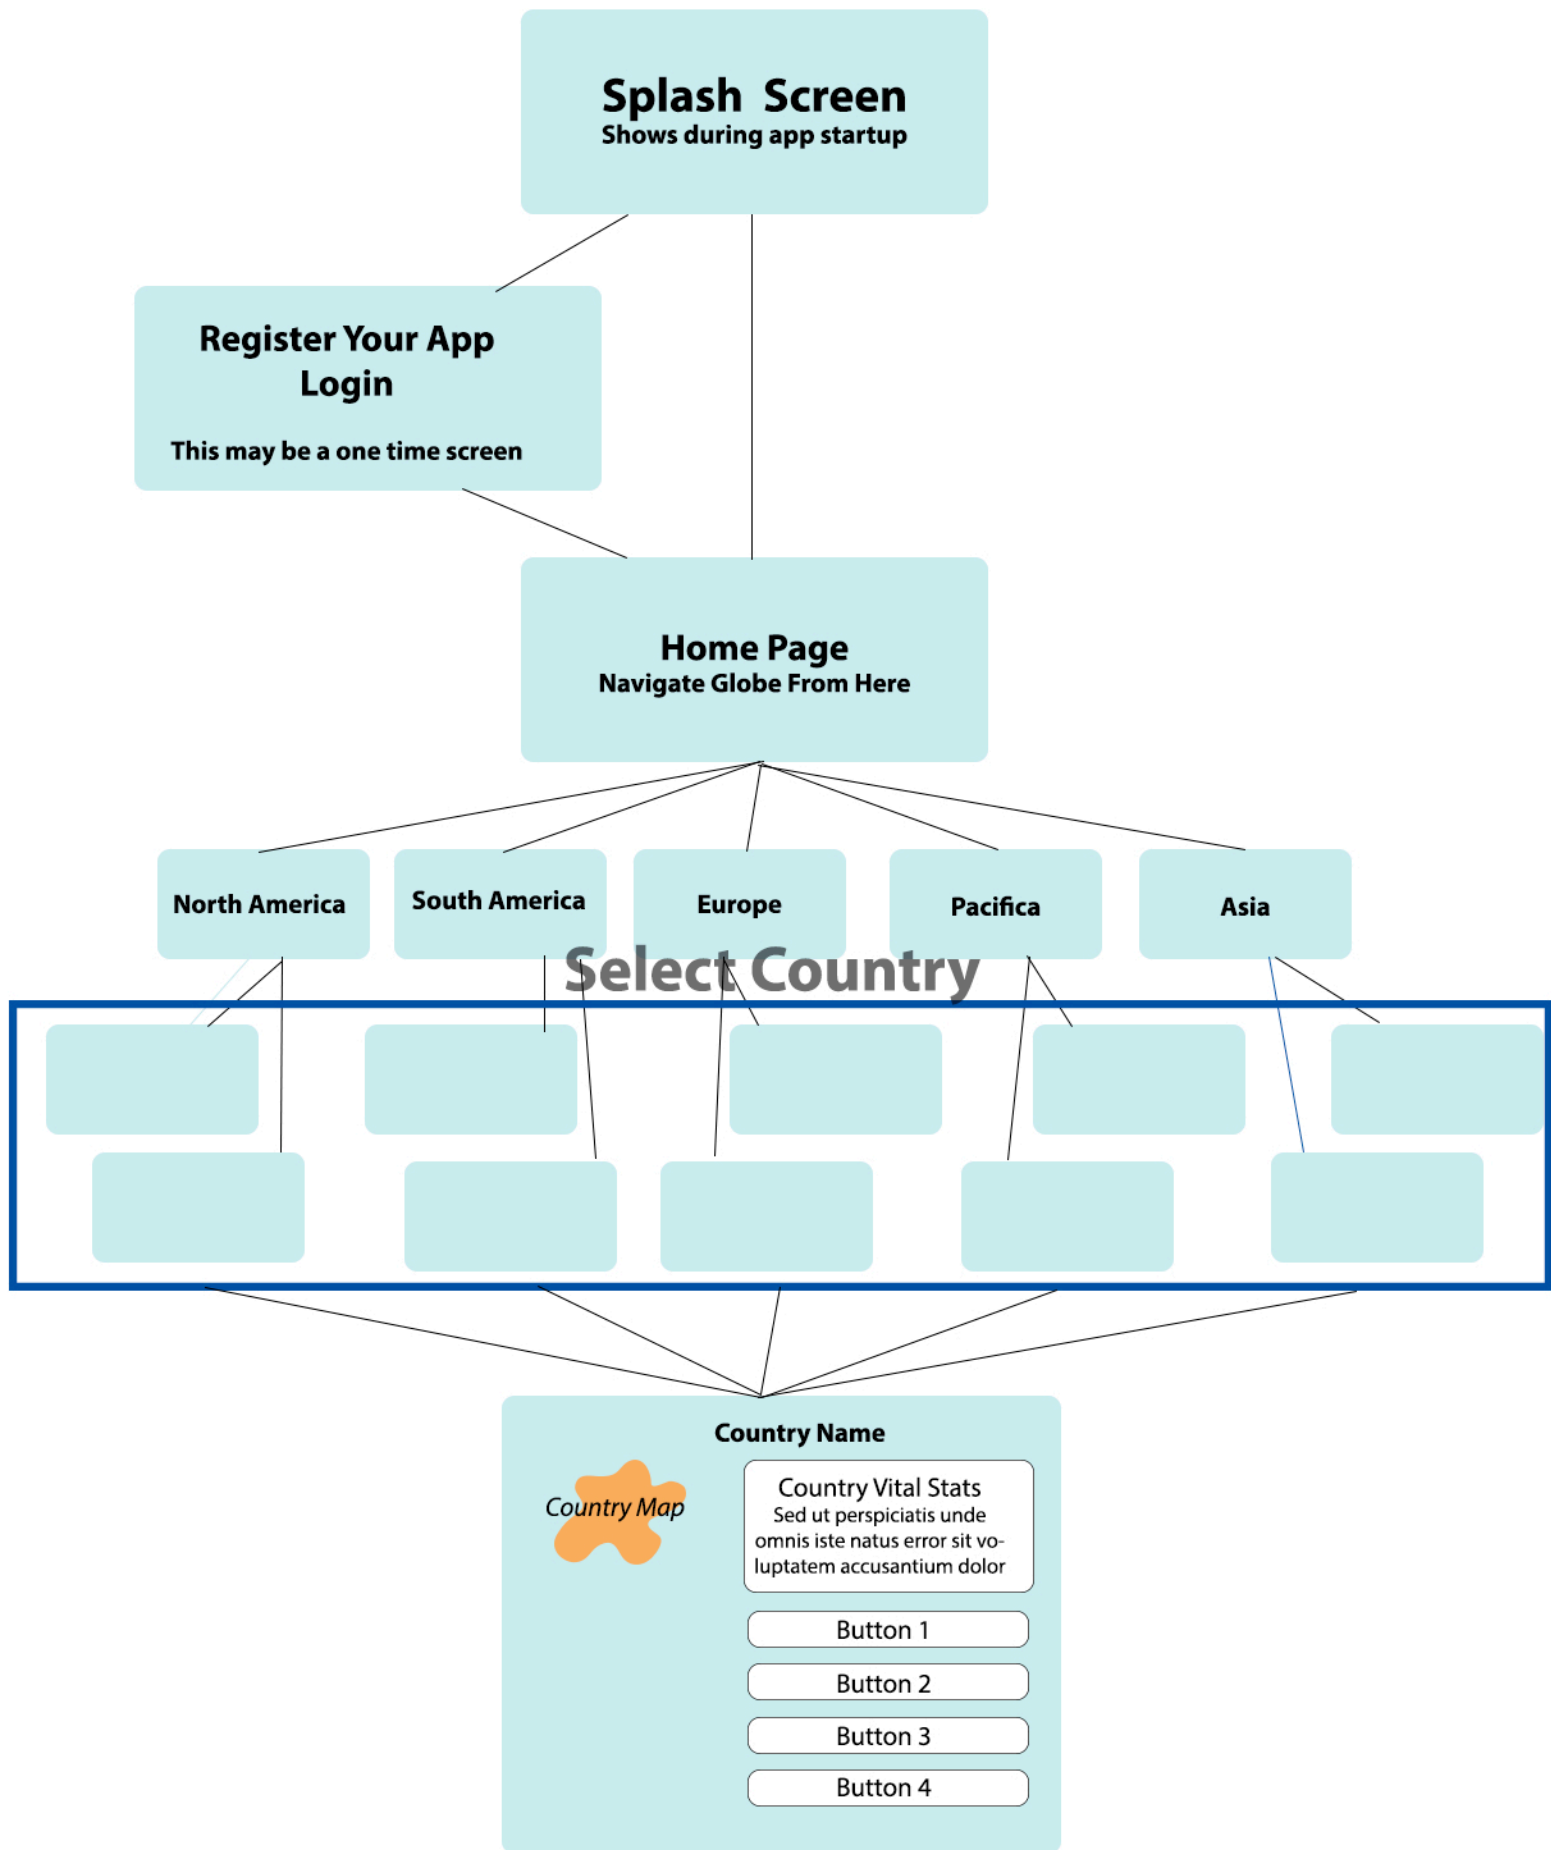 Splash Screen
Shows during app startup
Register Your App
Login
This may be a one time screen
Home Page
Navigate Globe From Here
North America
South America
Europe
Pacifica
Asia
Select Country
Country Name
Country Map
Country Vital Stats
Sed ut perspiciatis unde
omnis iste natus error sit vo-
luptatem accusantium dolor
Button 1
Button 2
Button 3
Button 4